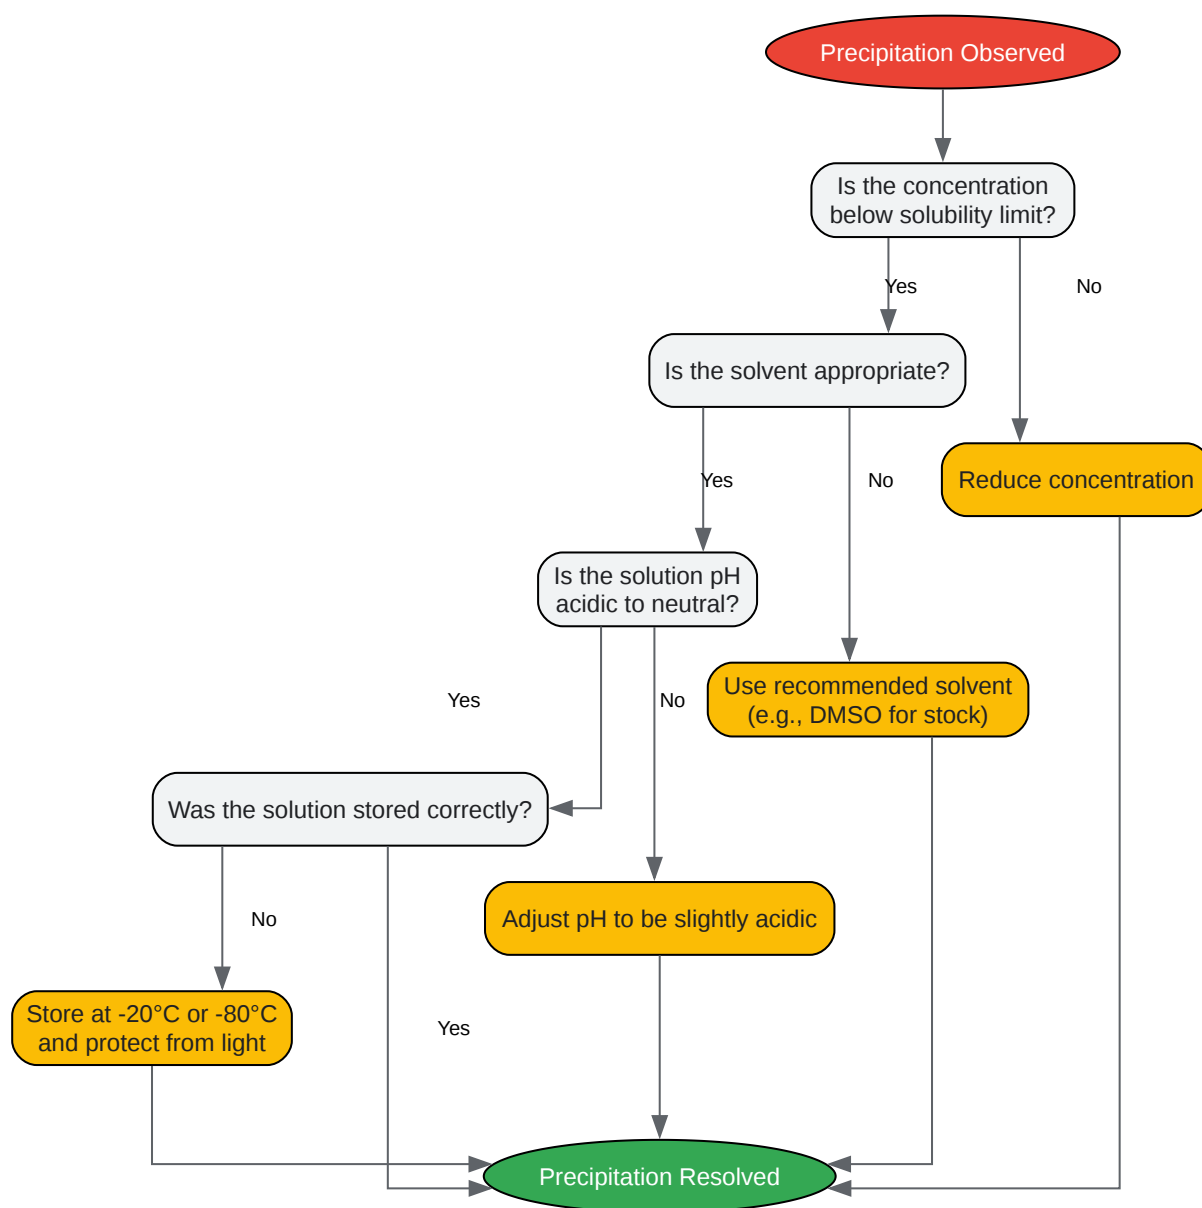 Precipitation Observed
Is the concentration
below solubility limit?
Yes
No
Is the solvent appropriate?
Yes
No
Reduce concentration
Is the solution pH
acidic to neutral?
Yes
No
Use recommended solvent
(e.g., DMSO for stock)
Was the solution stored correctly?
No
Adjust pH to be slightly acidic
Store at -20°C or -80°C
and protect from light
Yes
Precipitation Resolved